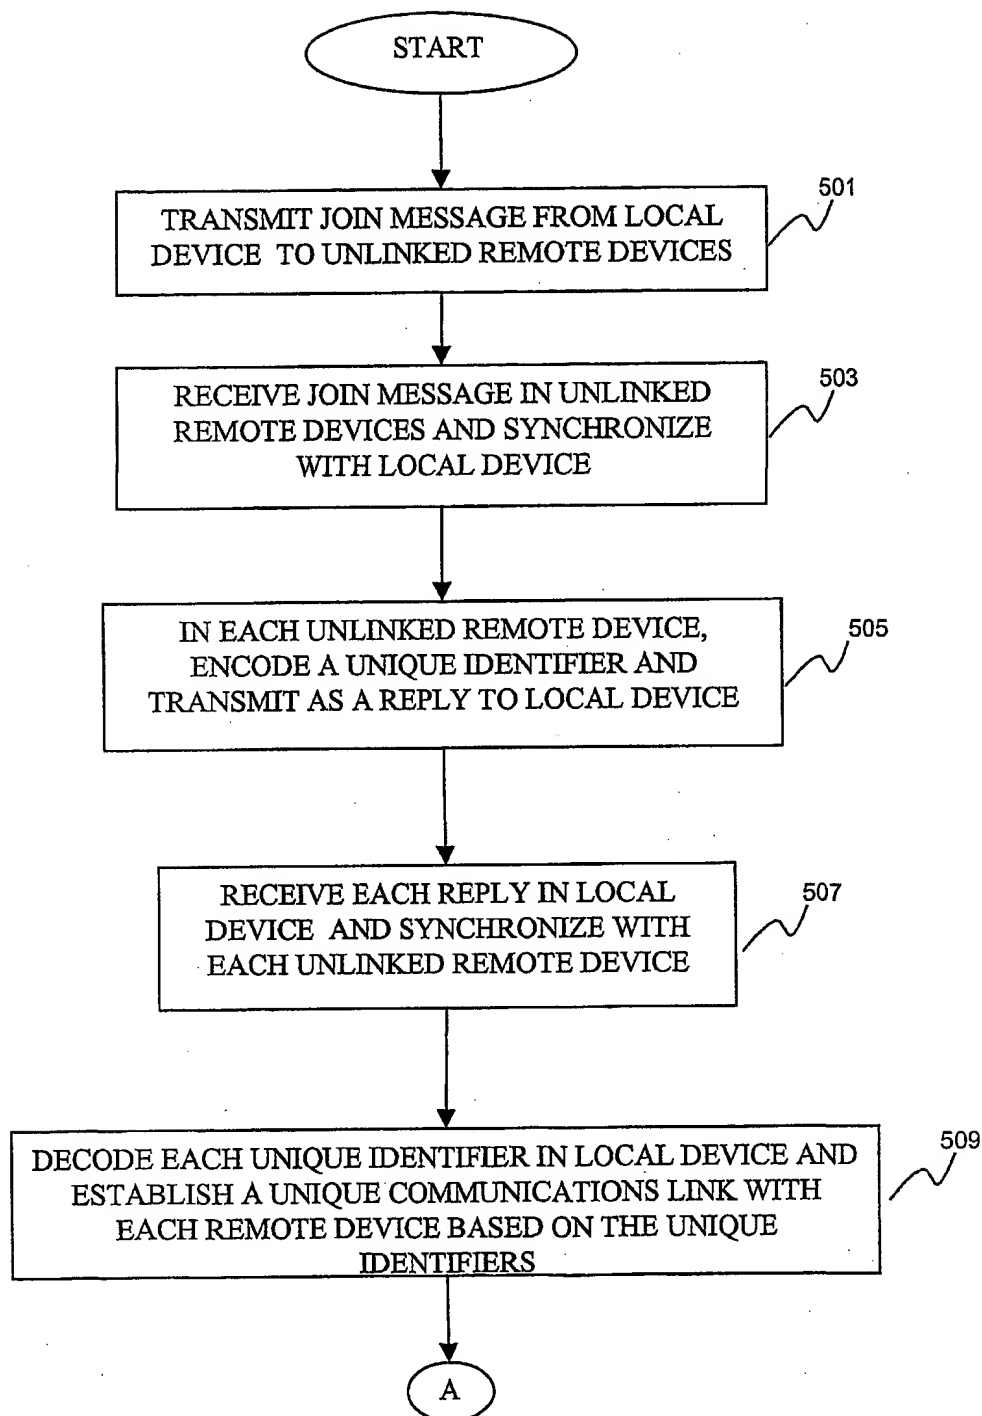 START
501
TRANSMIT JOIN MESSAGE FROM LOCAL
DEVICE TO UNLINKED REMOTE DEVICES
503
RECEIVE JOIN MESSAGE IN UNLINKED
REMOTE DEVICES AND SYNCHRONIZE
WITH LOCAL DEVICE
505
IN EACH UNLINKED REMOTE DEVICE,
ENCODE A UNIQUE IDENTIFIER AND
TRANSMIT AS A REPLY TO LOCAL DEVICE
507
RECEIVE EACH REPLY IN LOCAL
DEVICE AND SYNCHRONIZE WITH
EACH UNLINKED REMOTE DEVICE
509
DECODE EACH UNIQUE IDENTIFIER IN LOCAL DEVICE AND
ESTABLISH A UNIQUE COMMUNICATIONS LINK WITH
EACH REMOTE DEVICE BASED ON THE UNIQUE
IDENTIFIERS
A